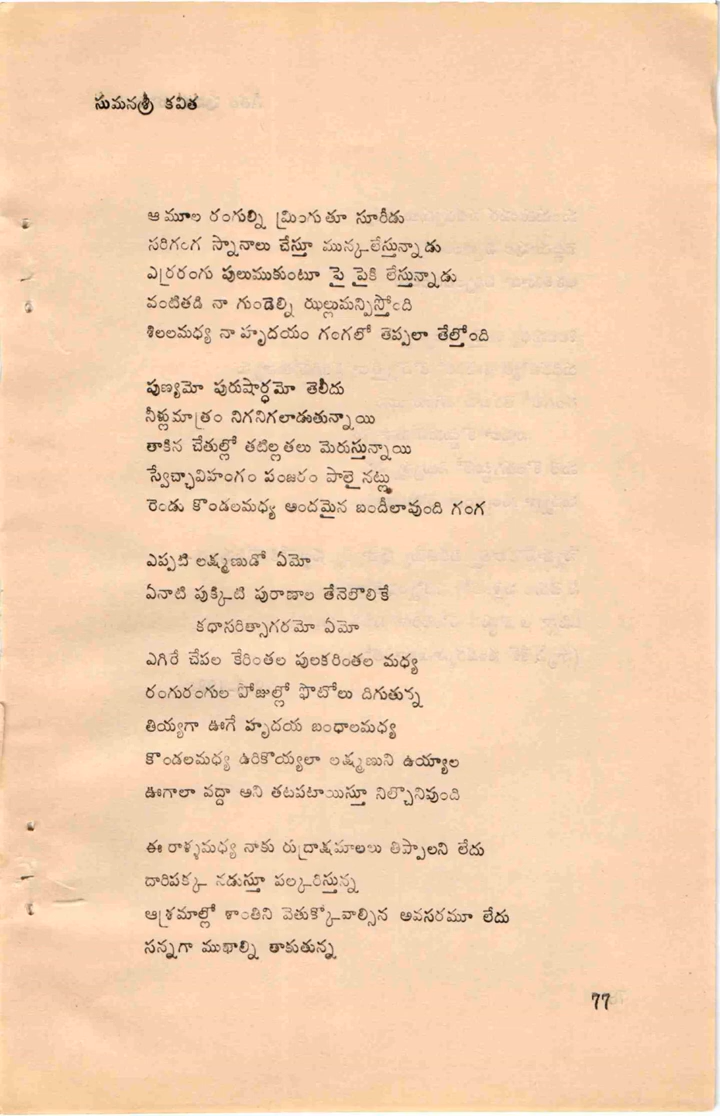 సుమనశ్రీ కవిత
ఆ మూల రంగుల్ని మ్రింగుతూ సూరీడు
సరిగంగ స్నానాలు చేస్తూ మున్కలేస్తున్నాడు
ఎర్రరంగు పులుముకుంటూ పై పైకి లేస్తున్నాడు
వంటితడి నా గుండెల్ని ఝల్లుమన్పిస్తోంది
శిలలమధ్య నా హృదయం గంగలో తెప్పలా తేల్తోంది
పుణ్యమో పురుషార్థమో తెలీదు
నీళ్లుమాత్రం నిగనిగలాడుతున్నాయి
తాకిన చేతుల్లో తటిల్లతలు మెరుస్తున్నాయి
స్వేచ్ఛావిహంగం పంజరం పాలైనట్లు
రెండు కొండలమధ్య అందమైన బందీలావుంది గంగ
ఎప్పటి లక్ష్మణుడో ఏమో
ఏనాటి పుక్కిటి పురాణాల తేనెలొలికే
కథాసరిత్సాగరమో ఏమో
ఎగిరే చేపల కేరింతల పులకరింతల మధ్య
రంగురంగుల పోజుల్లో ఫొటోలు దిగుతున్న
తియ్యగా ఊగే హృదయ బంధాలమధ్య
కొండలమధ్య ఉరికొయ్యలా లక్ష్మణుని ఉయ్యాల
ఊగాలా వద్దా అని తటపటాయిస్తూ నిల్చొనివుంది
ఈ రాళ్ళమధ్య నాకు రుద్రాక్షమాలలు తిప్పాలని లేదు
దారిపక్క నడుస్తూ పల్కరిస్తున్న
ఆశ్రమాల్లో శాంతిని వెతుక్కోవాల్సిన అవసరమూ లేదు
సన్నగా ముఖాల్ని తాకుతున్న
77